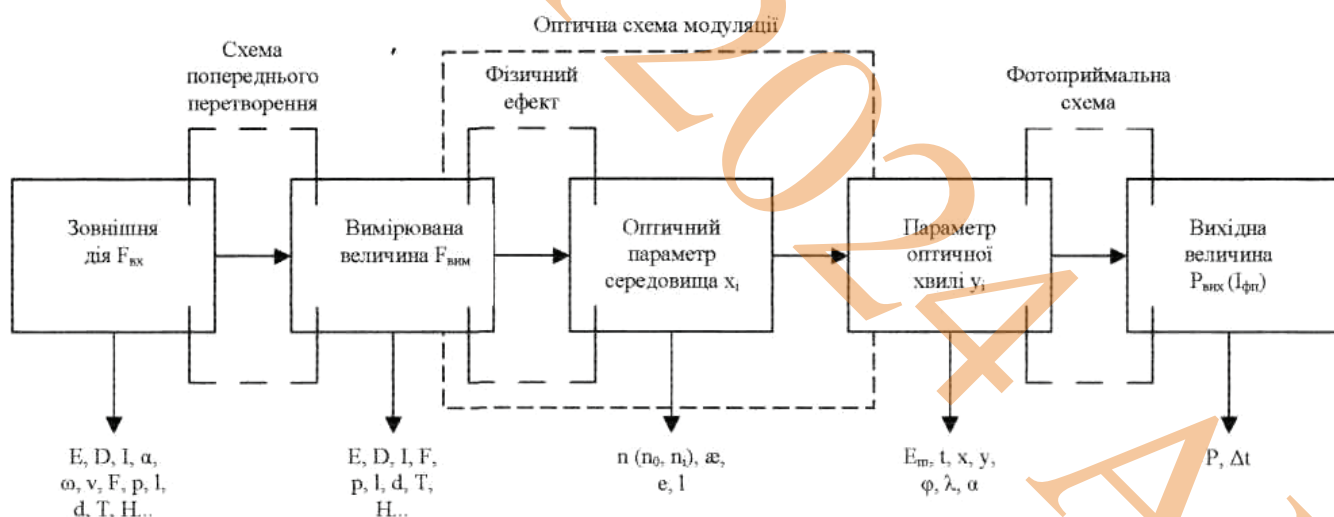 Оптична схема модуляції
Схема
попереднього
перетворення
Фізичний
ефект
Фотоприймальна
схема
Зовнішня
дія Fвх
Вимірювана
величина Fвим
Оптичний
параметр
середовища xi
Параметр
оптичної
хвилі yi
Вихідна
величина
Pвих (Iфп)
E, D, I, α,
ω, ν, F, p, l,
d, T, H...
E, D, I, F,
p, l, d, T,
H...
n (n0, ni), æ,
e, l
Em, t, x, y,
φ, λ, α
P, Δt
2024